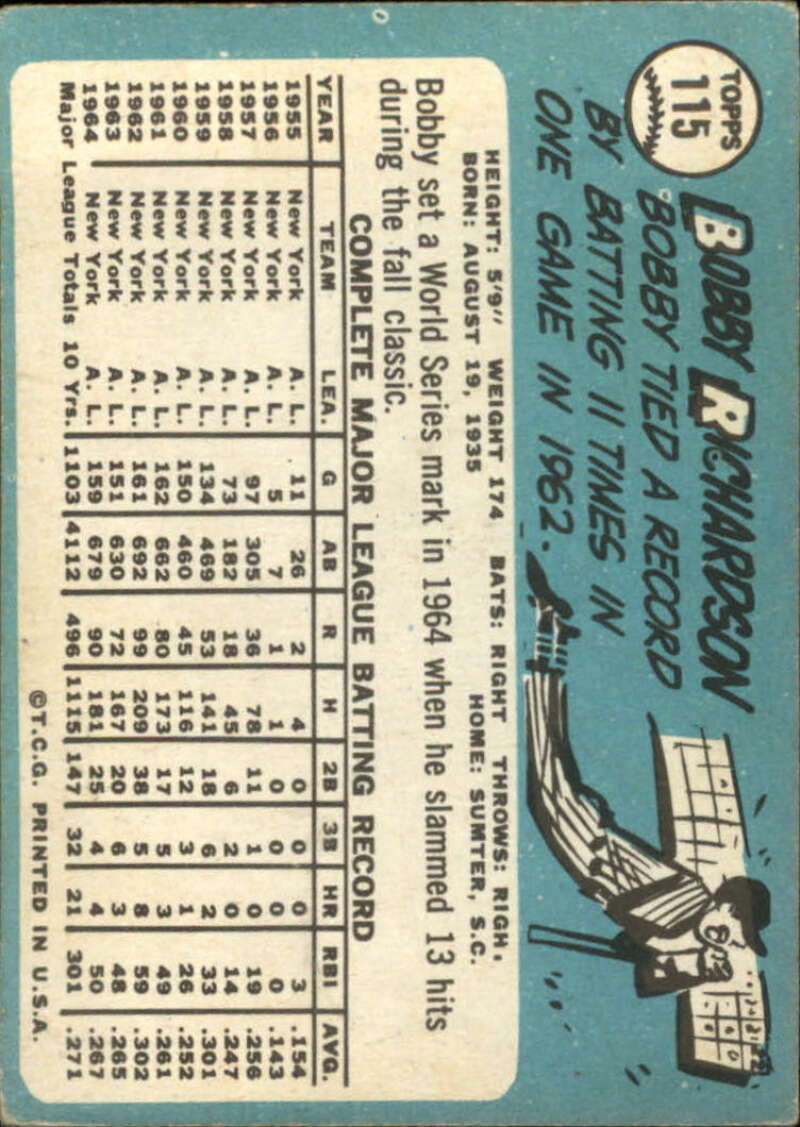 TOPPS
115
BOBBY RICHARDSON
BOBBY TIED A RECORD
BY BATTING 11 TIMES IN
ONE GAME IN 1962.
HEIGHT: 5'9" WEIGHT 174 BATS: RIGHT THROWS: RIGH
BORN: AUGUST 19, 1935 HOME: SUMTER, S.C.
Bobby set a World Series mark in 1964 when he slammed 13 hits
during the fall classic.
COMPLETE MAJOR LEAGUE BATTING RECORD
YEAR TEAM LEA. G AB R H 2B 3B HR RBI AVG.
1955 New York A. L. 11 26 2 4 0 0 0 3 .154
1956 New York A. L. 5 7 1 1 0 0 0 0 .143
1957 New York A. L. 97 305 36 78 11 1 0 19 .256
1958 New York A. L. 73 182 18 45 6 2 0 14 .247
1959 New York A. L. 134 469 53 141 18 6 2 33 .301
1960 New York A. L. 150 460 45 116 12 3 1 26 .252
1961 New York A. L. 162 662 80 173 17 5 3 49 .261
1962 New York A. L. 161 692 99 209 38 5 8 59 .302
1963 New York A. L. 151 630 72 167 20 6 3 48 .265
1964 New York A. L. 159 679 90 181 25 4 4 50 .267
Major League Totals 10 Yrs. 1103 4112 496 1115 147 32 21 301 .271
©T.C.G. PRINTED IN U.S.A.